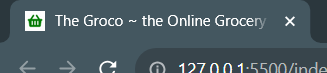 The Groco ~ the Online Grocery
127.0.0.1:5500/inde